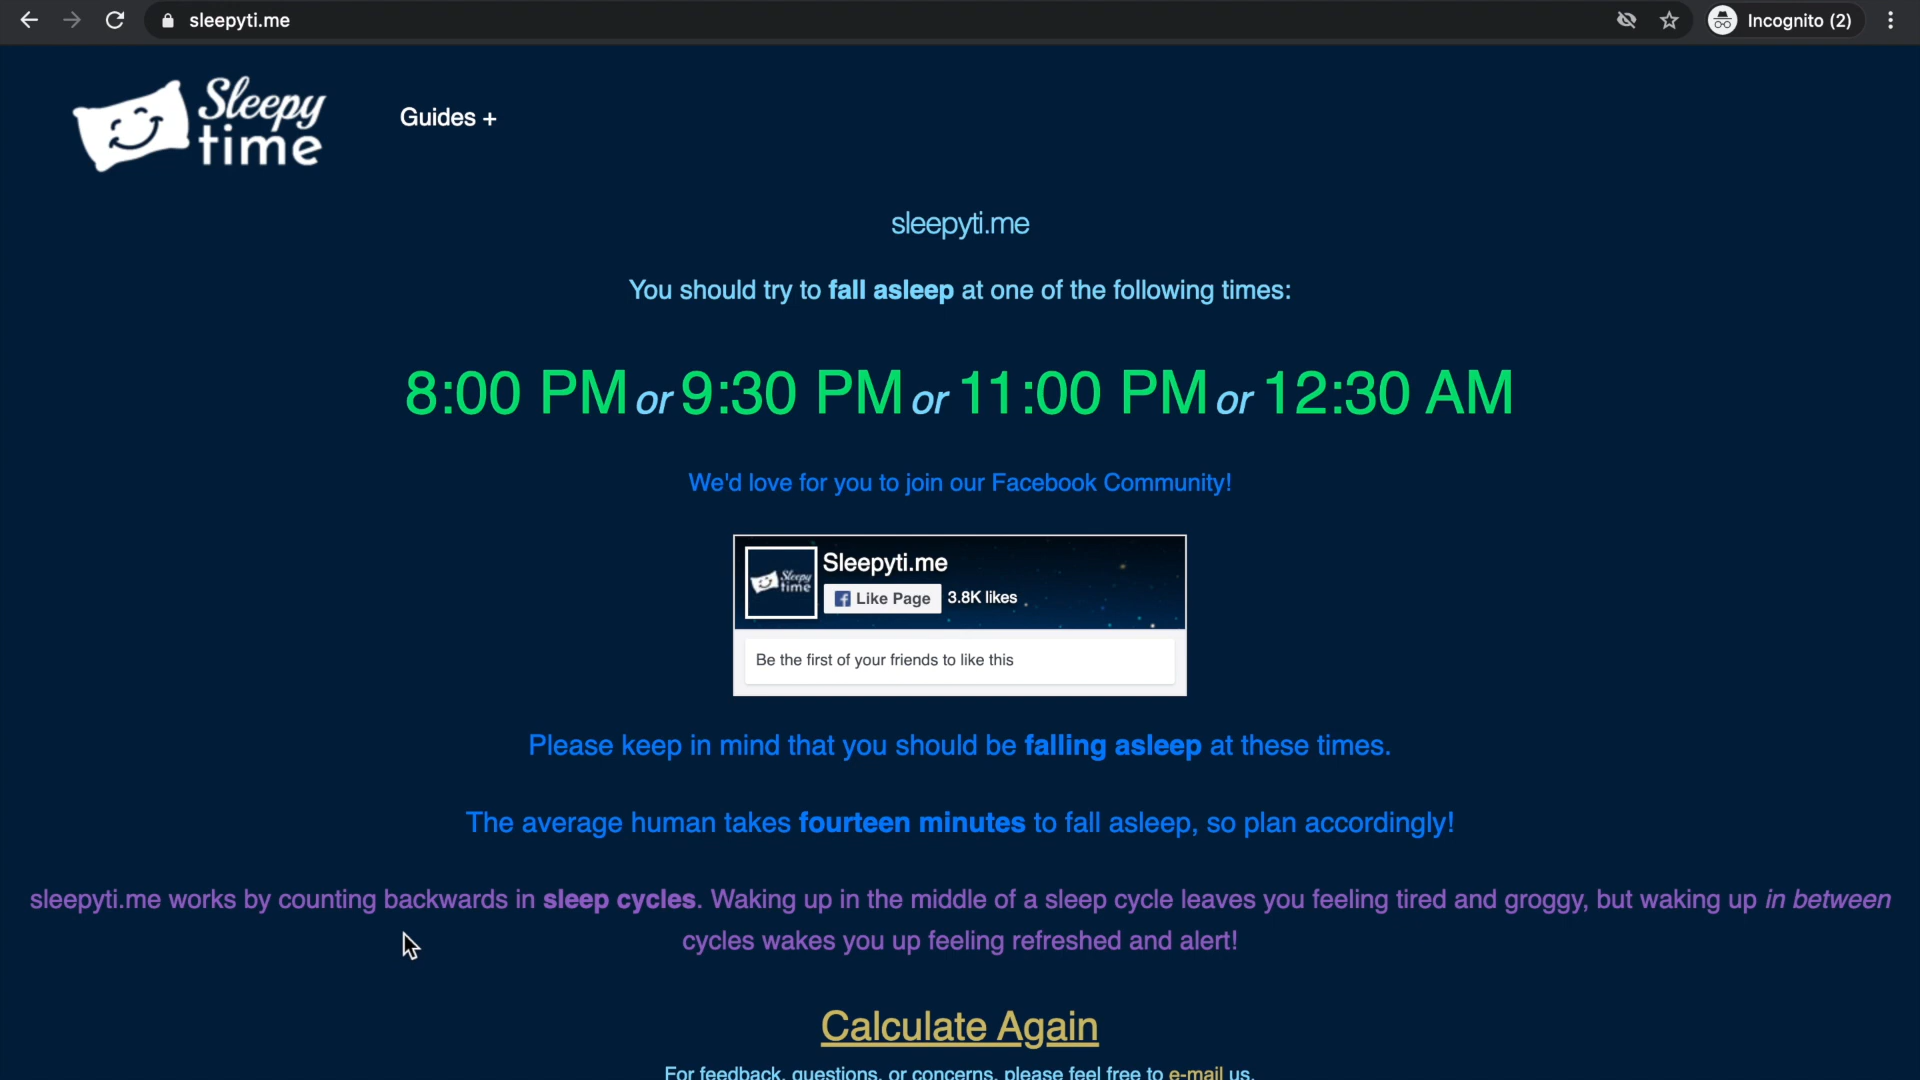 sleepyti.me
Incognito (2)
Sleepy
time
Guides +
sleepyti.me
You should try to fall asleep at one of the following times:
8:00 PM or 9:30 PM or 11:00 PM or 12:30 AM
We'd love for you to join our Facebook Community!
Sleepy
time
Sleepyti.me
Like Page
3.8K likes
Be the first of your friends to like this
Please keep in mind that you should be falling asleep at these times.
The average human takes fourteen minutes to fall asleep, so plan accordingly!
sleepyti.me works by counting backwards in sleep cycles. Waking up in the middle of a sleep cycle leaves you feeling tired and groggy, but waking up in between
cycles wakes you up feeling refreshed and alert!
Calculate Again
For feedback, questions, or concerns, please feel free to e-mail us.